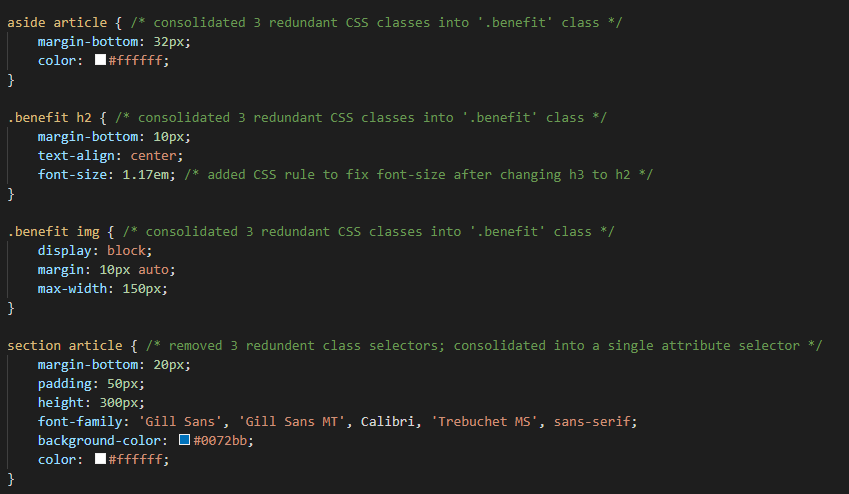 aside article { /* consolidated 3 redundant CSS classes into '.benefit' class */
    margin-bottom: 32px;
    color: #ffffff;
}
.benefit h2 { /* consolidated 3 redundant CSS classes into '.benefit' class */
    margin-bottom: 10px;
    text-align: center;
    font-size: 1.17em; /* added CSS rule to fix font-size after changing h3 to h2 */
}
.benefit img { /* consolidated 3 redundant CSS classes into '.benefit' class */
    display: block;
    margin: 10px auto;
    max-width: 150px;
}
section article { /* removed 3 redundent class selectors; consolidated into a single attribute selector */
    margin-bottom: 20px;
    padding: 50px;
    height: 300px;
    font-family: 'Gill Sans', 'Gill Sans MT', Calibri, 'Trebuchet MS', sans-serif;
    background-color: #0072bb;
    color: #ffffff;
}